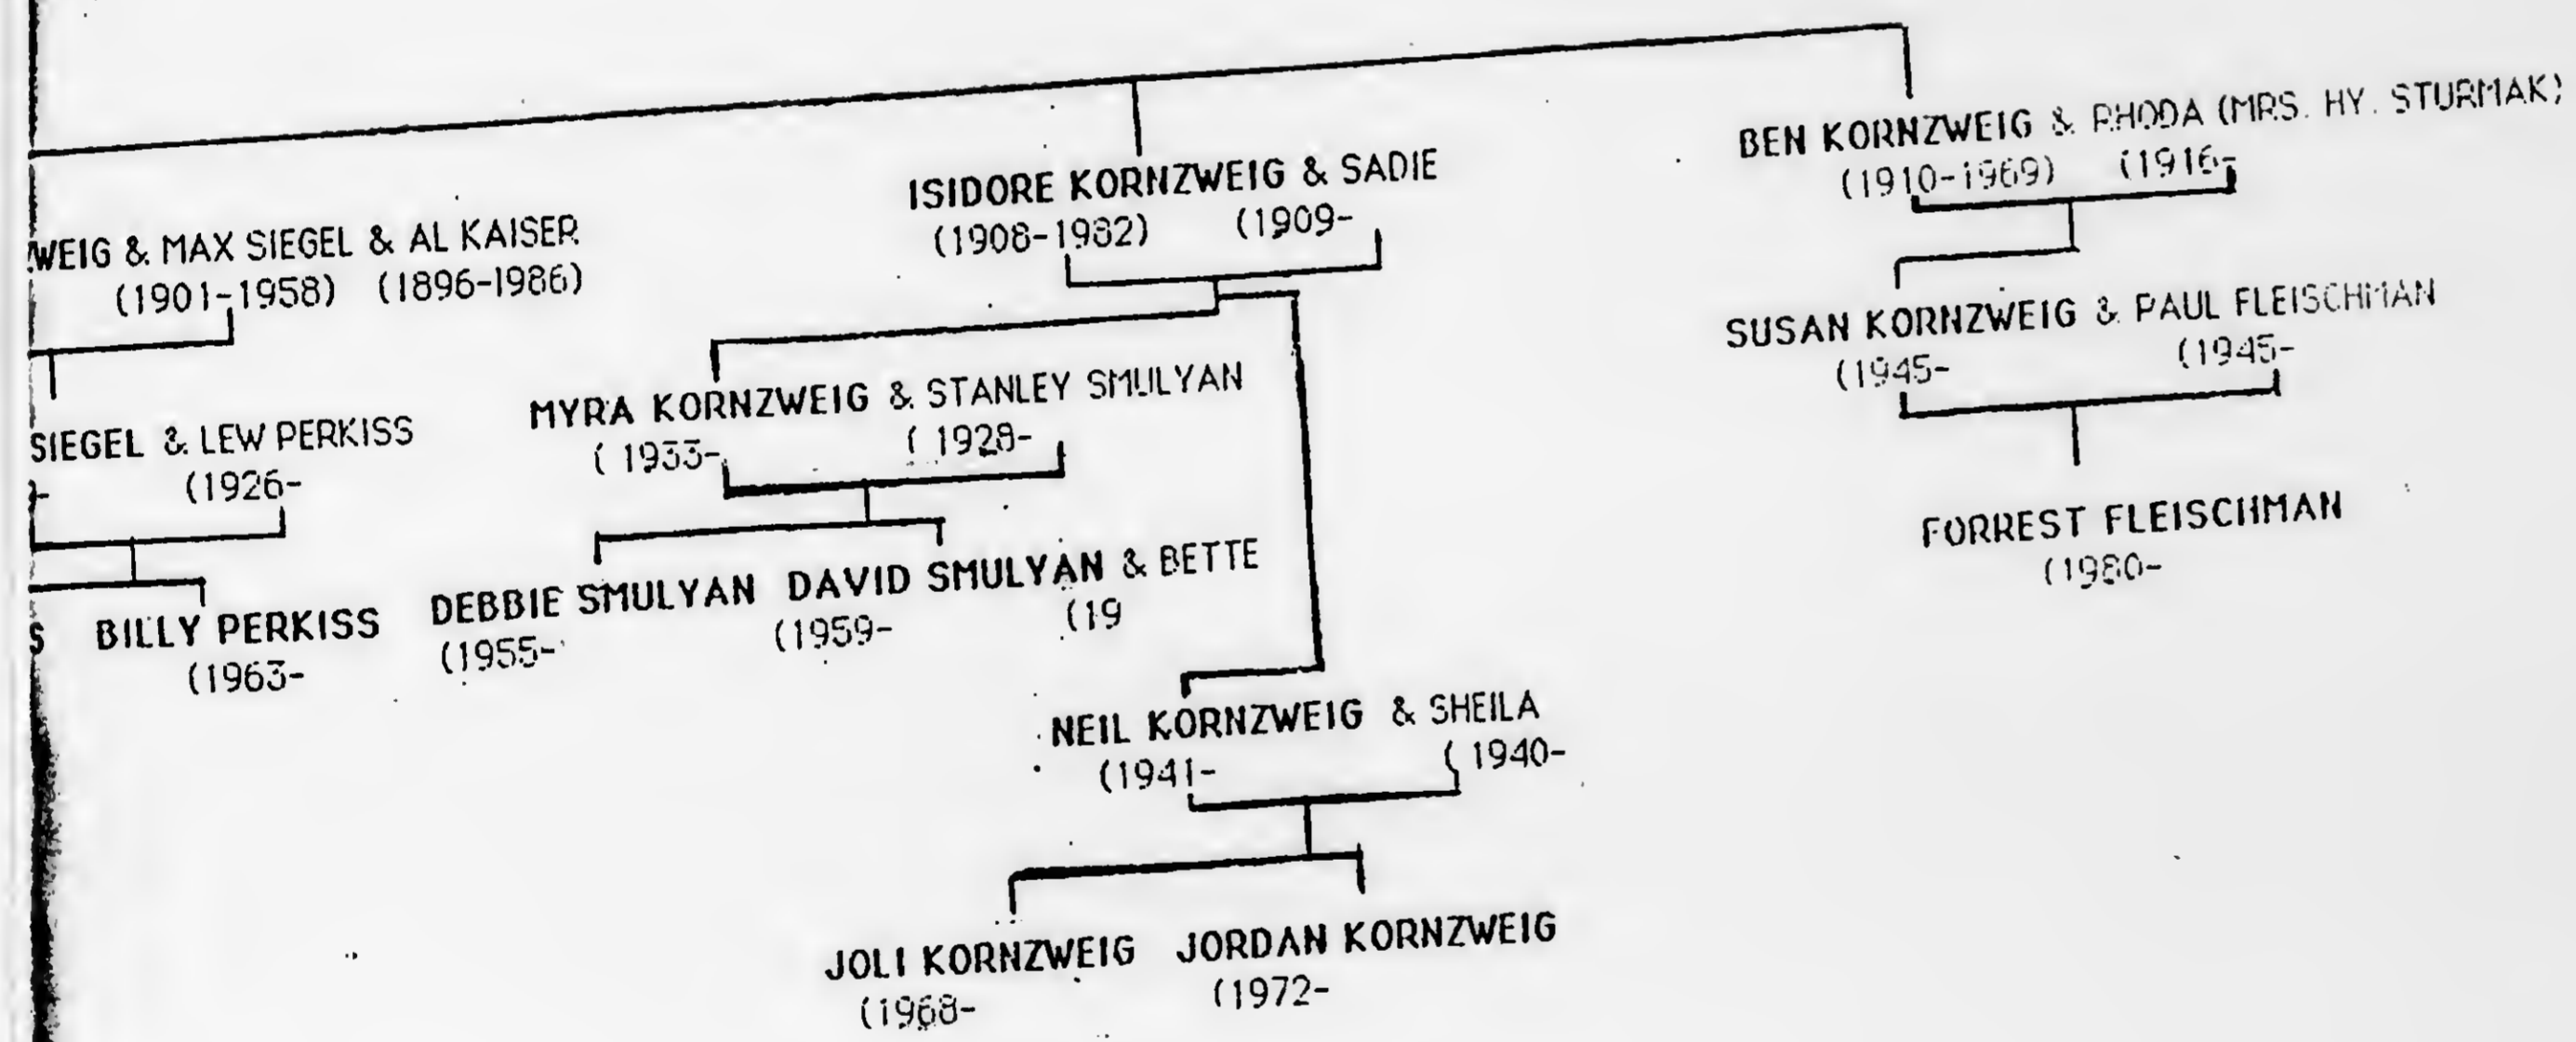 BEN KORNZWEIG & RHODA (MRS. HY. STURMAK)
(1910-1969) (1916-
ISIDORE KORNZWEIG & SADIE
(1908-1982) (1909-
WEIG & MAX SIEGEL & AL KAISER
(1901-1958) (1896-1986)
SUSAN KORNZWEIG & PAUL FLEISCHMAN
(1945- (1945-
MYRA KORNZWEIG & STANLEY SMULYAN
( 1933- ( 1928-
SIEGEL & LEW PERKISS
(1926-
FORREST FLEISCHMAN
(1980-
DEBBIE SMULYAN DAVID SMULYAN & BETTE
(1955- (1959- (19
S BILLY PERKISS
(1963-
NEIL KORNZWEIG & SHEILA
(1941- ( 1940-
JOLI KORNZWEIG JORDAN KORNZWEIG
(1968- (1972-